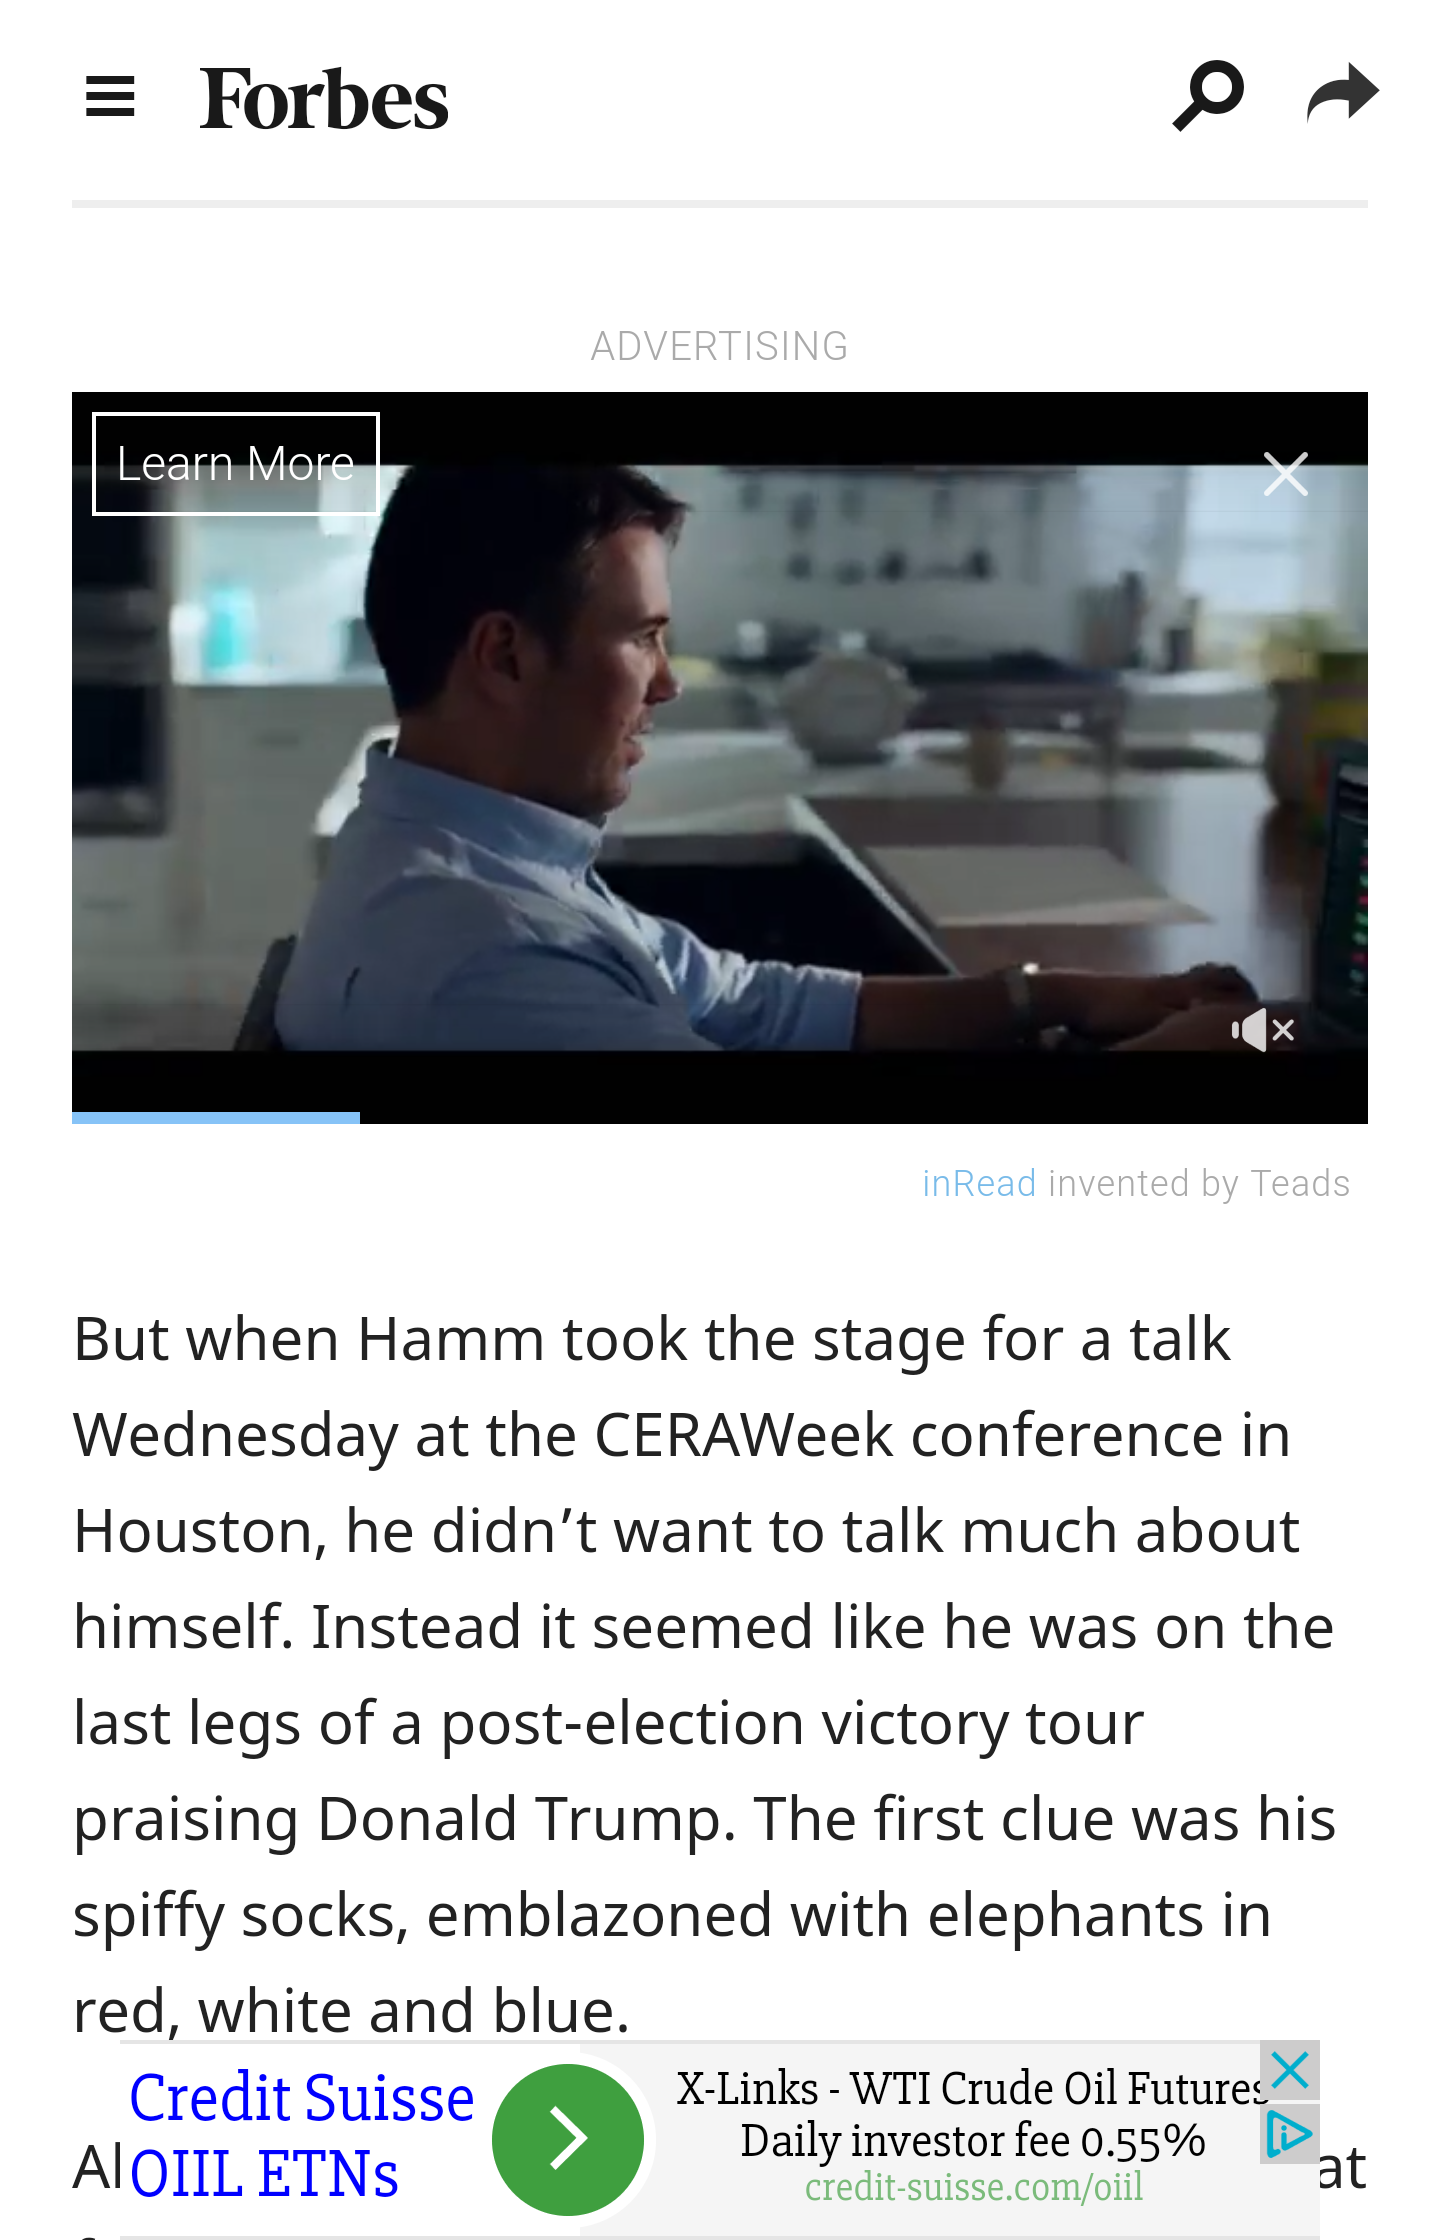 Forbes
ADVERTISING
Learn More
inRead invented by Teads
But when Hamm took the stage for a talk
Wednesday at the CERAWeek conference in
Houston, he didn’t want to talk much about
himself. Instead it seemed like he was on the
last legs of a post-election victory tour
praising Donald Trump. The first clue was his
spiffy socks, emblazoned with elephants in
red, white and blue.
Credit Suisse
OIIL ETNs
X-Links - WTI Crude Oil Futures
Daily investor fee 0.55%
credit-suisse.com/oiil